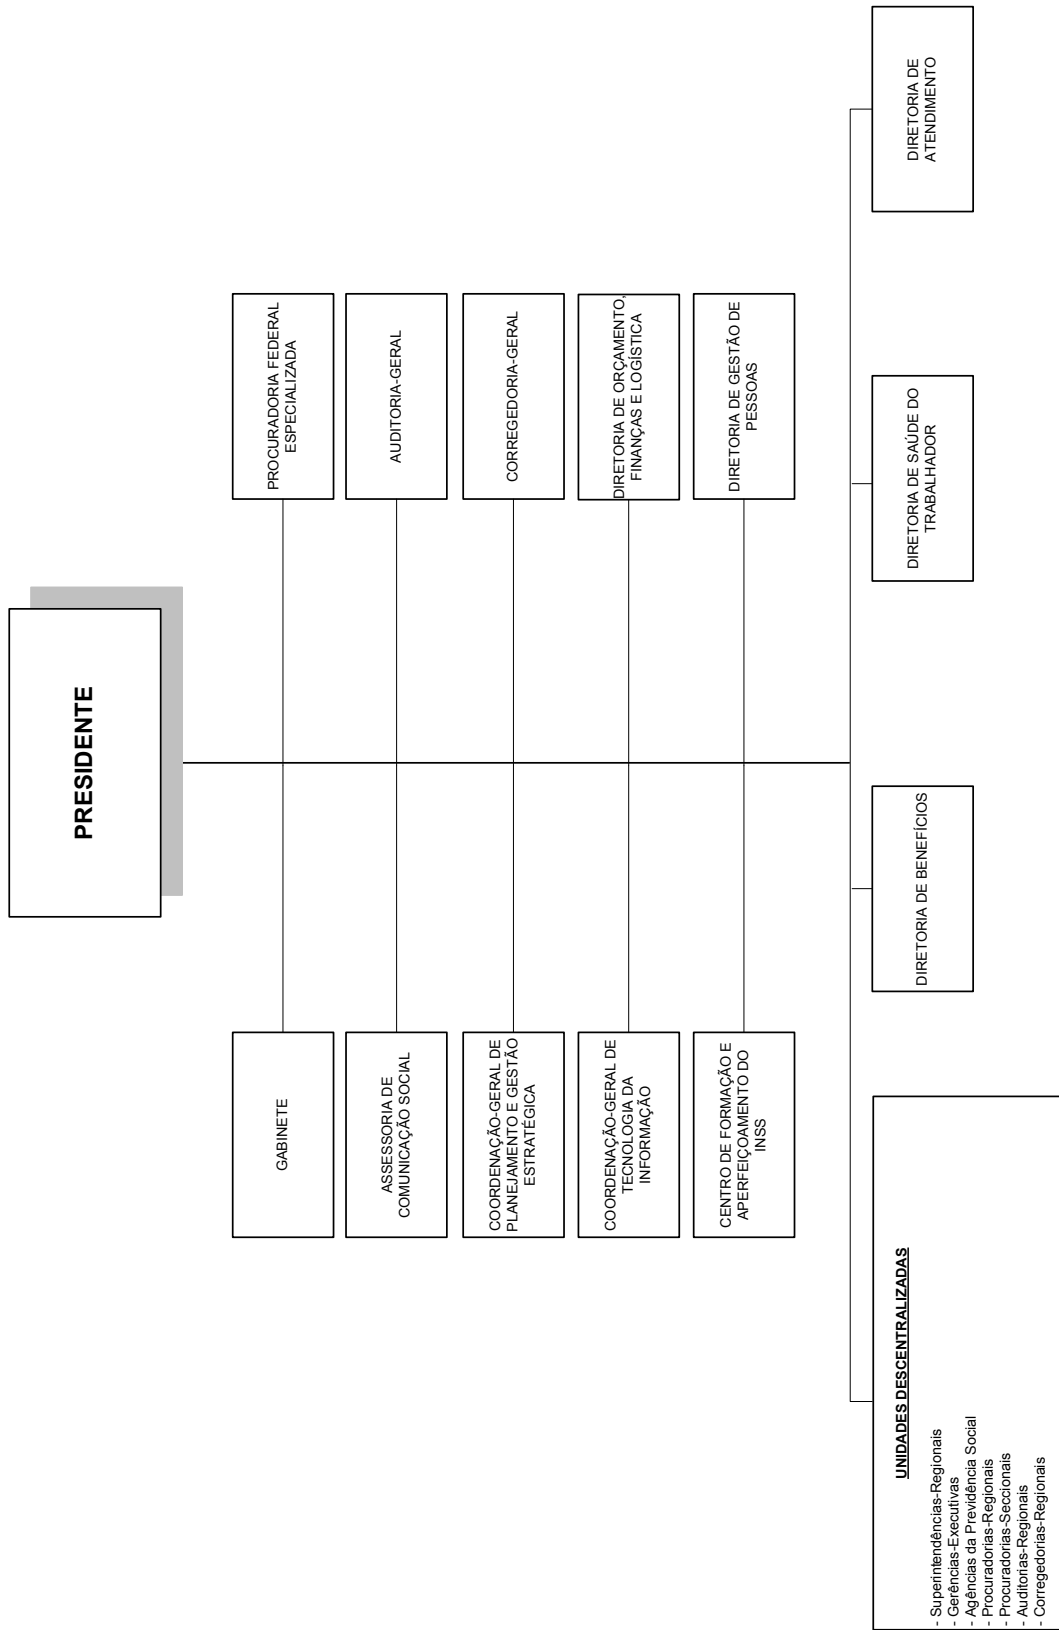 PRESIDENTE
GABINETE
PROCURADORIA FEDERAL
ESPECIALIZADA
ASSESSORIA DE
COMUNICAÇÃO SOCIAL
AUDITORIA-GERAL
COORDENAÇÃO-GERAL DE
PLANEJAMENTO E GESTÃO
ESTRATÉGICA
CORREGEDORIA-GERAL
COORDENAÇÃO-GERAL DE
TECNOLOGIA DA
INFORMAÇÃO
DIRETORIA DE ORÇAMENTO,
FINANÇAS E LOGÍSTICA
CENTRO DE FORMAÇÃO E
APERFEIÇOAMENTO DO
INSS
DIRETORIA DE GESTÃO DE
PESSOAS
UNIDADES DESCENTRALIZADAS
- Superintendências-Regionais
- Gerências-Executivas
- Agências da Previdência Social
- Procuradorias-Regionais
- Procuradorias-Seccionais
- Auditorias-Regionais
- Corregedorias-Regionais
DIRETORIA DE BENEFÍCIOS
DIRETORIA DE SAÚDE DO
TRABALHADOR
DIRETORIA DE
ATENDIMENTO